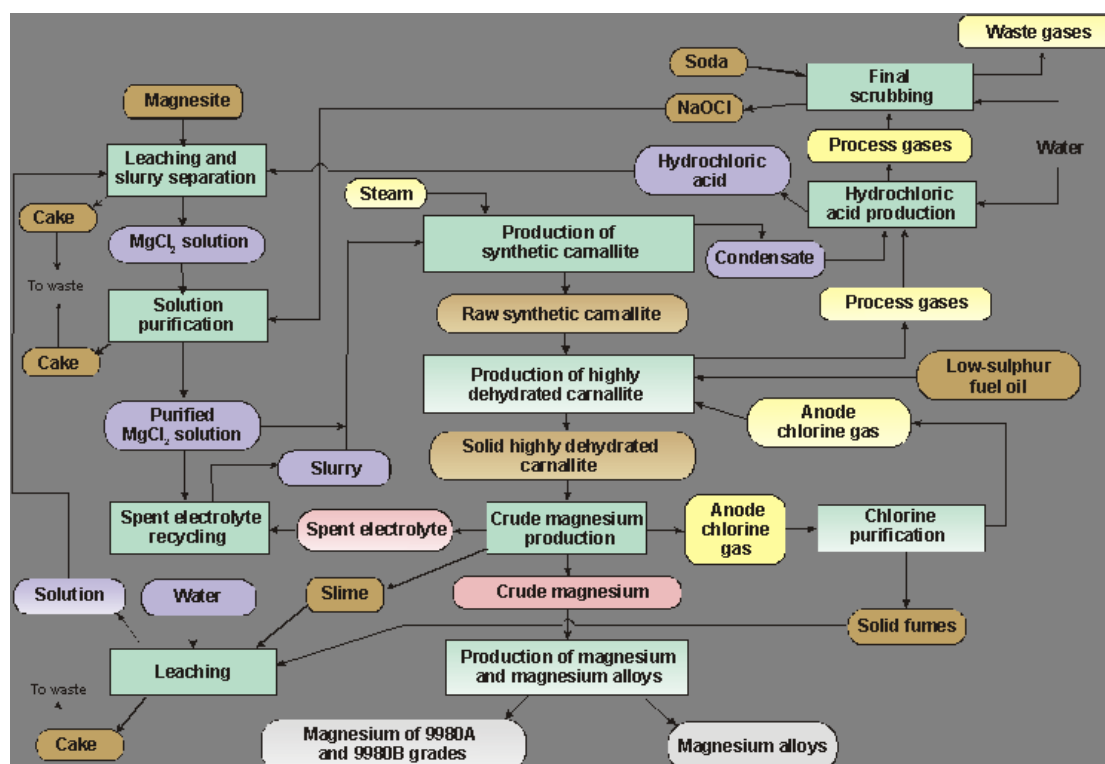 Waste gases
Soda
Final
scrubbing
Magnesite
NaOCl
Process gases
Water
Leaching and
slurry separation
Hydrochloric
acid
Hydrochloric
acid production
Steam
Cake
MgCl₂ solution
Production of
synthetic carnallite
Condensate
To waste
Solution
purification
Raw synthetic carnallite
Process gases
Cake
Production of highly
dehydrated carnallite
Low-sulphur
fuel oil
Purified
MgCl₂ solution
Anode
chlorine gas
Solid highly dehydrated
carnallite
Slurry
Spent electrolyte
recycling
Spent electrolyte
Crude magnesium
production
Anode
chlorine
gas
Chlorine
purification
Solution
Water
Slime
Crude magnesium
Solid fumes
Leaching
Production of magnesium
and magnesium alloys
To waste
Cake
Magnesium of 9980A
and 9980B grades
Magnesium alloys